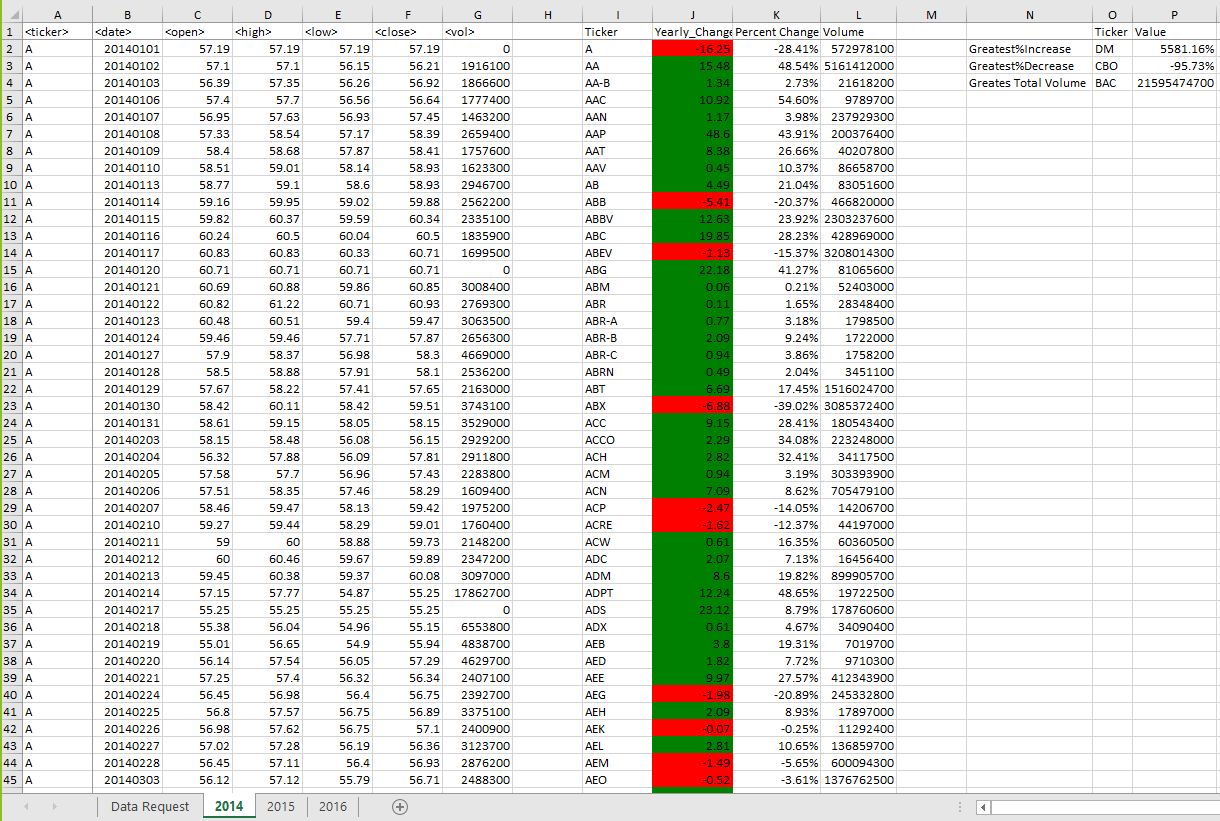 A B C D E F G H I J K L M N O P
1 <ticker> <date> <open> <high> <low> <close> <vol> Ticker Yearly_Change Percent Change Volume Ticker Value
2 A 20140101 57.19 57.19 57.19 57.19 0 A -16.25 -28.41% 572978100 Greatest%Increase DM 5581.16%
3 A 20140102 57.1 57.1 56.15 56.21 1916100 AA 15.48 48.54% 5161412000 Greatest%Decrease CBO -95.73%
4 A 20140103 56.39 57.35 56.26 56.92 1866600 AA-B 1.34 2.73% 21618200 Greates Total Volume BAC 21595474700
5 A 20140106 57.4 57.7 56.56 56.64 1777400 AAC 10.92 54.60% 9789700
6 A 20140107 56.95 57.63 56.93 57.45 1463200 AAN 1.17 3.98% 237929300
7 A 20140108 57.33 58.54 57.17 58.39 2659400 AAP 48.6 43.91% 200376400
8 A 20140109 58.4 58.68 57.87 58.41 1757600 AAT 8.38 26.66% 40207800
9 A 20140110 58.51 59.01 58.14 58.93 1623300 AAV 0.45 10.37% 86658700
10 A 20140113 58.77 59.1 58.6 58.93 2946700 AB 4.49 21.04% 83051600
11 A 20140114 59.16 59.95 59.02 59.88 2562200 ABB -5.41 -20.37% 466820000
12 A 20140115 59.82 60.37 59.59 60.34 2335100 ABBV 12.63 23.92% 2303237600
13 A 20140116 60.24 60.5 60.04 60.5 1835900 ABC 19.85 28.23% 428969000
14 A 20140117 60.83 60.83 60.33 60.71 1699500 ABEV -1.13 -15.37% 3208014300
15 A 20140120 60.71 60.71 60.71 60.71 0 ABG 22.18 41.27% 81065600
16 A 20140121 60.69 60.88 59.86 60.85 3008400 ABM 0.06 0.21% 52403000
17 A 20140122 60.82 61.22 60.71 60.93 2769300 ABR 0.11 1.65% 28348400
18 A 20140123 60.48 60.51 59.4 59.47 3063500 ABR-A 0.77 3.18% 1798500
19 A 20140124 59.46 59.46 57.71 57.87 2656300 ABR-B 2.09 9.24% 1722000
20 A 20140127 57.9 58.37 56.98 58.3 4669000 ABR-C 0.94 3.86% 1758200
21 A 20140128 58.5 58.88 57.91 58.1 2536200 ABRN 0.49 2.04% 3451100
22 A 20140129 57.67 58.22 57.41 57.65 2163000 ABT 6.69 17.45% 1516024700
23 A 20140130 58.42 60.11 58.42 59.51 3743100 ABX -6.88 -39.02% 3085372400
24 A 20140131 58.61 59.15 58.05 58.15 3529000 ACC 9.15 28.41% 180543400
25 A 20140203 58.15 58.48 56.08 56.15 2929200 ACCO 2.29 34.08% 223248000
26 A 20140204 56.32 57.88 56.09 57.81 2911800 ACH 2.82 32.41% 34117500
27 A 20140205 57.58 57.7 56.96 57.43 2283800 ACM 0.94 3.19% 303393900
28 A 20140206 57.51 58.35 57.46 58.29 1609400 ACN 7.09 8.62% 705479100
29 A 20140207 58.46 59.47 58.13 59.42 1975200 ACP -2.47 -14.05% 14206700
30 A 20140210 59.27 59.44 58.29 59.01 1760400 ACRE -1.62 -12.37% 44197000
31 A 20140211 59 60 58.88 59.73 2148200 ACW 0.61 16.35% 60360500
32 A 20140212 60 60.46 59.67 59.89 2347200 ADC 2.07 7.13% 16456400
33 A 20140213 59.45 60.38 59.37 60.08 3097000 ADM 8.6 19.82% 899905700
34 A 20140214 57.15 57.77 54.87 55.25 17862700 ADPT 12.24 48.65% 19722500
35 A 20140217 55.25 55.25 55.25 55.25 0 ADS 23.12 8.79% 178760600
36 A 20140218 55.38 56.04 54.96 55.15 6553800 ADX 0.61 4.67% 34090400
37 A 20140219 55.01 56.65 54.9 55.94 4838700 AEB 3.8 19.31% 7019700
38 A 20140220 56.14 57.54 56.05 57.29 4629700 AED 1.82 7.72% 9710300
39 A 20140221 57.25 57.4 56.32 56.34 2407100 AEE 9.97 27.57% 412343900
40 A 20140224 56.45 56.98 56.4 56.75 2392700 AEG -1.98 -20.89% 245332800
41 A 20140225 56.8 57.57 56.75 56.89 3375100 AEH 2.09 8.93% 17897000
42 A 20140226 56.98 57.62 56.75 57.1 2400900 AEK -0.07 -0.25% 11292400
43 A 20140227 57.02 57.28 56.19 56.36 3123700 AEL 2.81 10.65% 136859700
44 A 20140228 56.45 57.11 56.4 56.93 2876200 AEM -1.49 -5.65% 600094300
45 A 20140303 56.12 57.12 55.79 56.71 2488300 AEO -0.52 -3.61% 1376762500
Data Request 2014 2015 2016